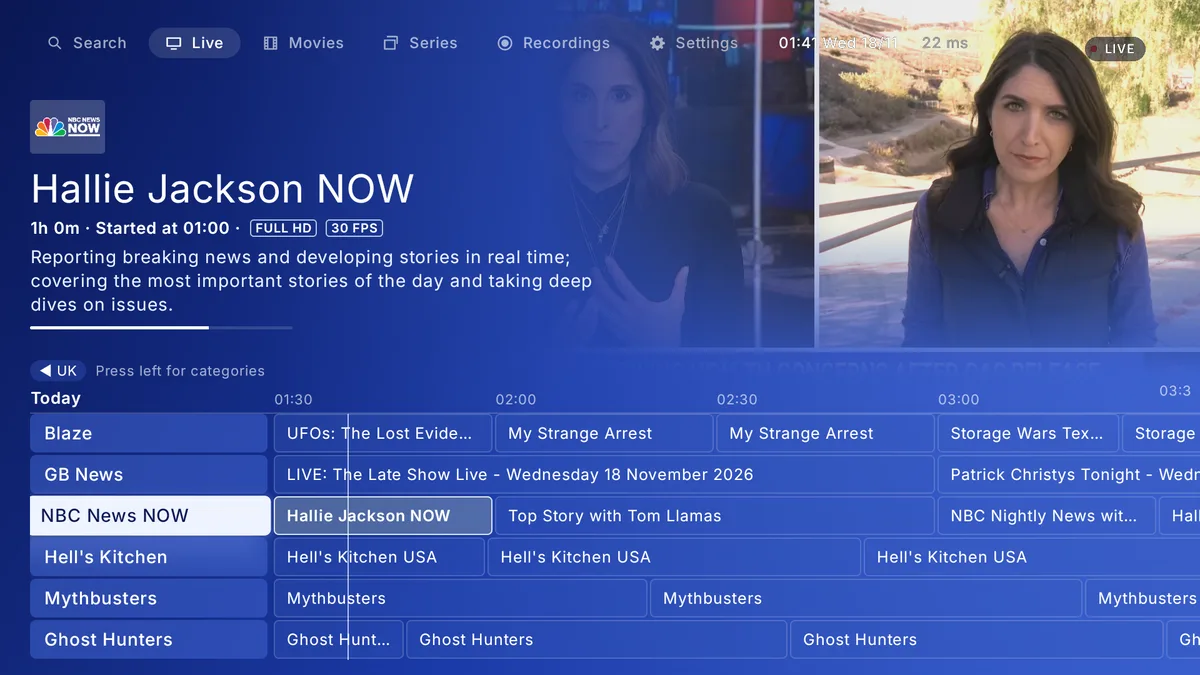 Search Live Movies Series Recordings Settings 01:41 Wed 18/11 22 ms
LIVE
NBC NEWS
NOW
Hallie Jackson NOW
1h 0m · Started at 01:00 · FULL HD 30 FPS
Reporting breaking news and developing stories in real time;
covering the most important stories of the day and taking deep
dives on issues.
UK Press left for categories
Today 01:30 02:00 02:30 03:00 03:3
Blaze UFOs: The Lost Evide... My Strange Arrest My Strange Arrest Storage Wars Tex... Storage
GB News LIVE: The Late Show Live - Wednesday 18 November 2026 Patrick Christys Tonight - Wedn
NBC News NOW Hallie Jackson NOW Top Story with Tom Llamas NBC Nightly News wit... Hall
Hell's Kitchen Hell's Kitchen USA Hell's Kitchen USA Hell's Kitchen USA
Mythbusters Mythbusters Mythbusters Mythbusters
Ghost Hunters Ghost Hunt... Ghost Hunters Ghost Hunters Gh